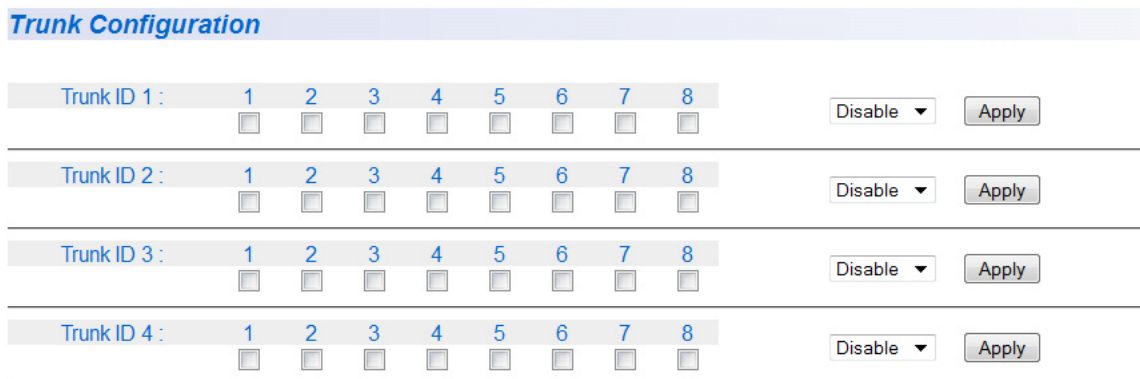 Trunk Configuration
Trunk ID 1 : 1 2 3 4 5 6 7 8
Disable Apply
Trunk ID 2 : 1 2 3 4 5 6 7 8
Disable Apply
Trunk ID 3 : 1 2 3 4 5 6 7 8
Disable Apply
Trunk ID 4 : 1 2 3 4 5 6 7 8
Disable Apply